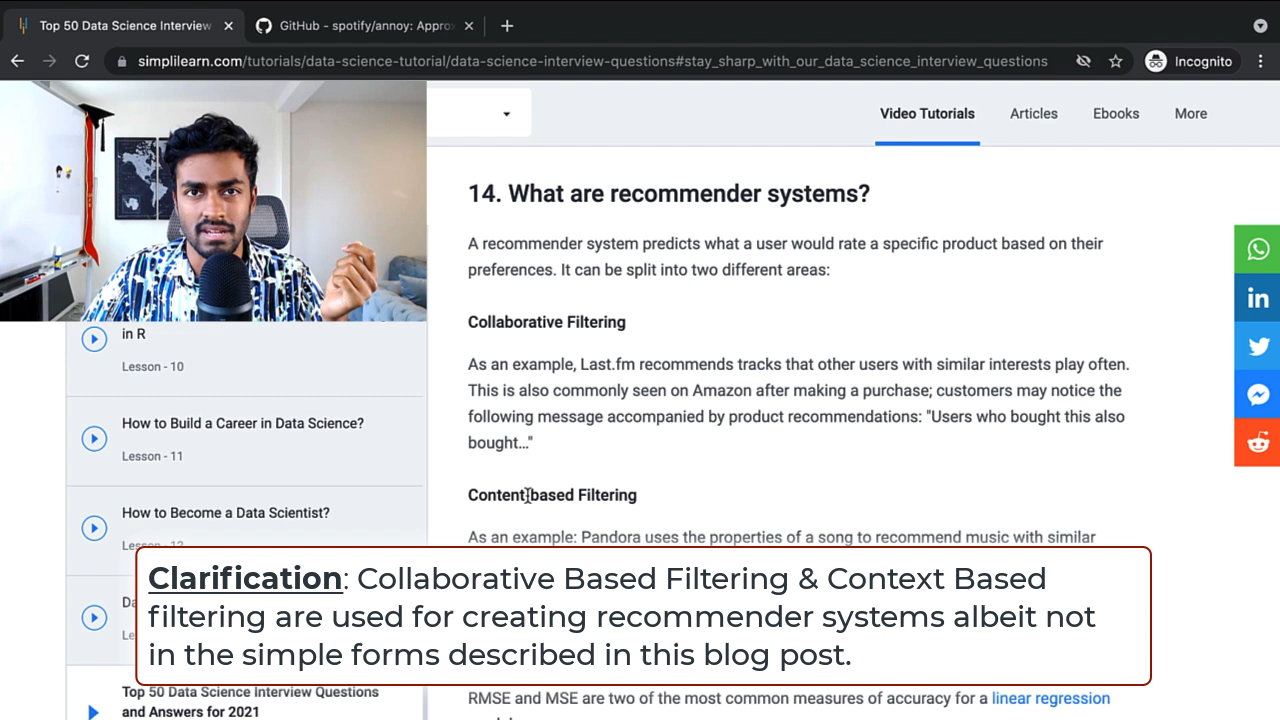 Top 50 Data Science Interview
GitHub - spotify/annoy: Appro
simplilearn.com/tutorials/data-science-tutorial/data-science-interview-questions#stay_sharp_with_our_data_science_interview_questions
Incognito
Video Tutorials
Articles
Ebooks
More
14. What are recommender systems?
A recommender system predicts what a user would rate a specific product based on their
preferences. It can be split into two different areas:
Collaborative Filtering
As an example, Last.fm recommends tracks that other users with similar interests play often.
This is also commonly seen on Amazon after making a purchase; customers may notice the
following message accompanied by product recommendations: "Users who bought this also
bought…"
Content-based Filtering
As an example: Pandora uses the properties of a song to recommend music with similar
in R
Lesson - 10
How to Build a Career in Data Science?
Lesson - 11
How to Become a Data Scientist?
Lesson - 12
Da
Le
Clarification: Collaborative Based Filtering & Context Based
filtering are used for creating recommender systems albeit not
in the simple forms described in this blog post.
Top 50 Data Science Interview Questions
and Answers for 2021
RMSE and MSE are two of the most common measures of accuracy for a linear regression